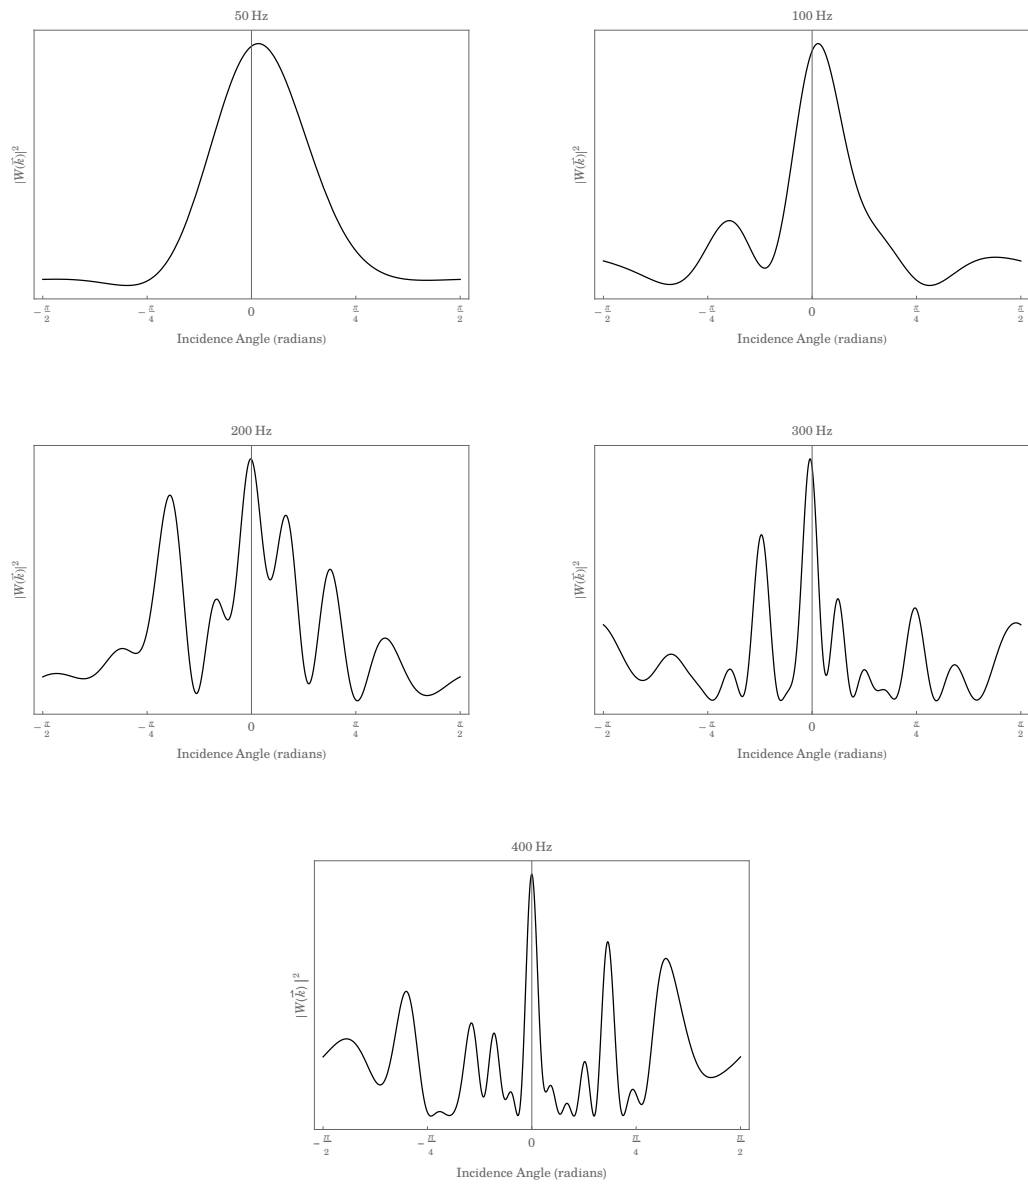 50 Hz
|W(k⃗)|²
−π/2 −π/4 0 π/4 π/2
Incidence Angle (radians)
100 Hz
|W(k⃗)|²
−π/2 −π/4 0 π/4 π/2
Incidence Angle (radians)
200 Hz
|W(k⃗)|²
−π/2 −π/4 0 π/4 π/2
Incidence Angle (radians)
300 Hz
|W(k⃗)|²
−π/2 −π/4 0 π/4 π/2
Incidence Angle (radians)
400 Hz
|W(k⃗)|²
−π/2 −π/4 0 π/4 π/2
Incidence Angle (radians)